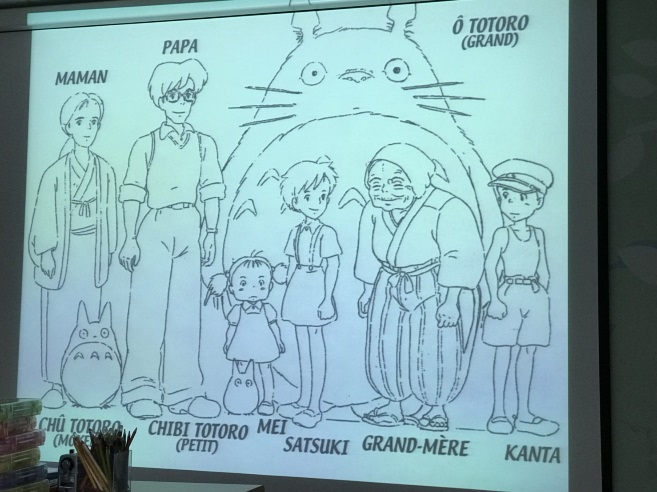 Ô TOTORO
(GRAND)
PAPA
MAMAN
CHÛ TOTORO
CHIBI TOTORO
(PETIT)
MEI
SATSUKI
GRAND-MÈRE
KANTA